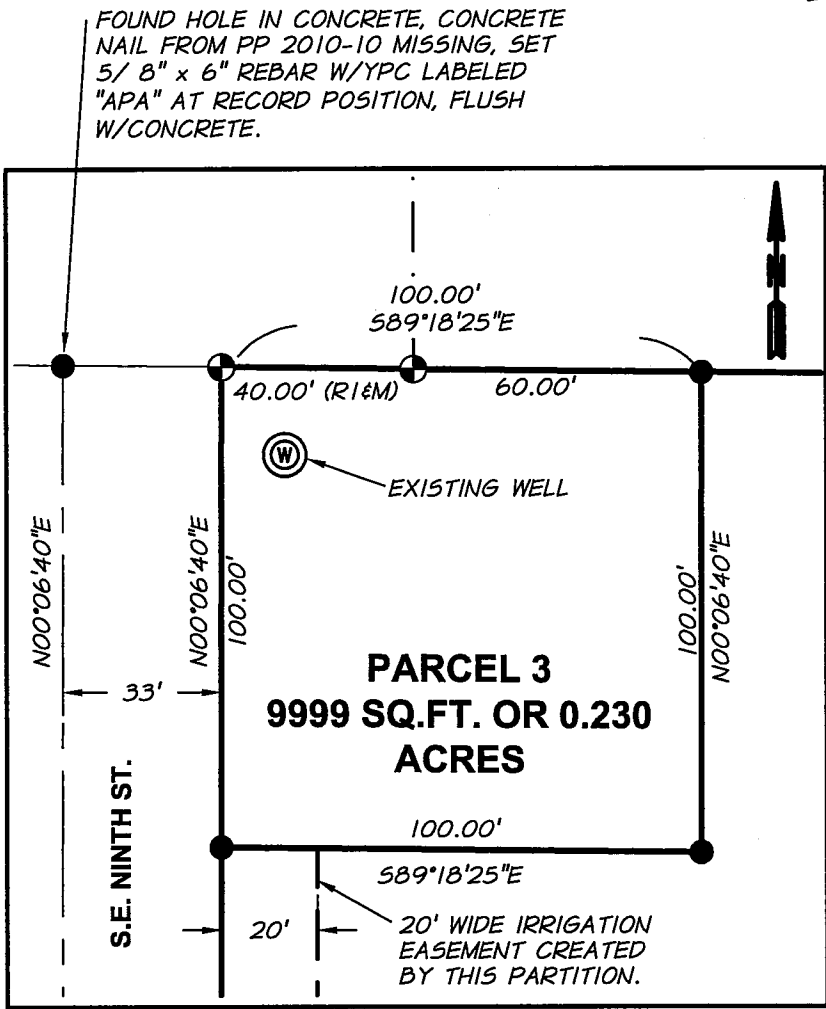 FOUND HOLE IN CONCRETE, CONCRETE
NAIL FROM PP 2010-10 MISSING, SET
5/ 8" x 6" REBAR W/YPC LABELED
"APA" AT RECORD POSITION, FLUSH
W/CONCRETE.
N
100.00'
S89°18'25"E
40.00' (R1&M)
60.00'
W
EXISTING WELL
N00°06'40"E
N00°06'40"E
100.00'
100.00'
N00°06'40"E
33'
PARCEL 3
9999 SQ.FT. OR 0.230
ACRES
S.E. NINTH ST.
100.00'
S89°18'25"E
20'
20' WIDE IRRIGATION
EASEMENT CREATED
BY THIS PARTITION.